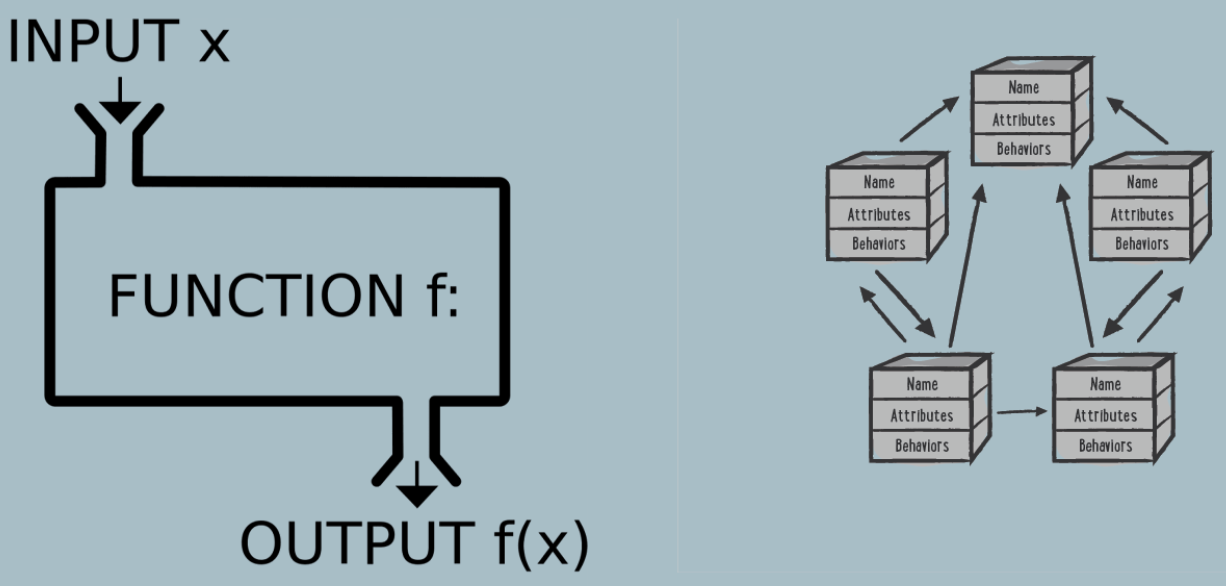 INPUT x
FUNCTION f:
OUTPUT f(x)
Name
Attributes
Behaviors
Name
Attributes
Behaviors
Name
Attributes
Behaviors
Name
Attributes
Behaviors
Name
Attributes
Behaviors